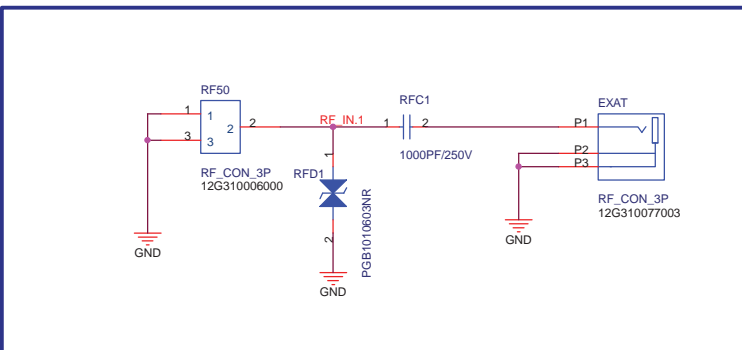 RF50
1
3
1
3
2
2
RF_CON_3P
12G310006000
GND
RF_IN.1
1
RFD1
2
PGB1010603NR
GND
RFC1
1
2
1000PF/250V
EXAT
P1
P2
P3
RF_CON_3P
12G310077003
GND